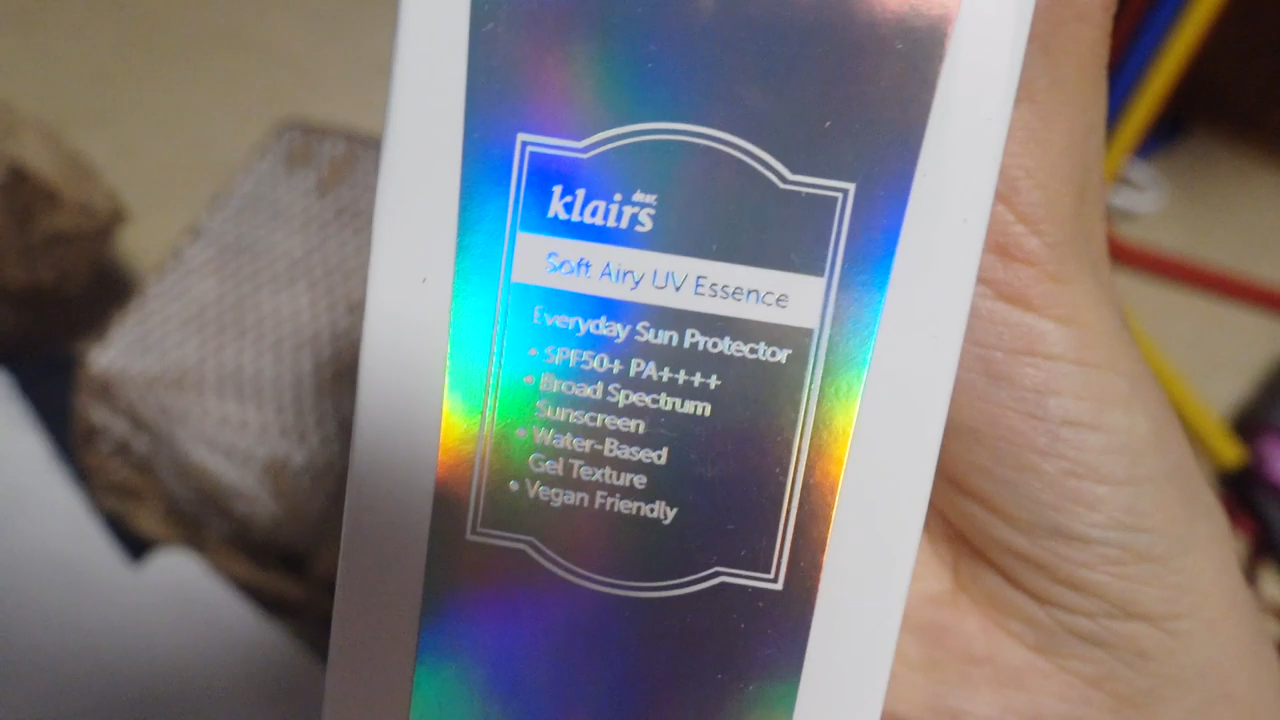 dear,
klairs
Soft Airy UV Essence
Everyday Sun Protector
• SPF50+ PA++++
• Broad Spectrum
Sunscreen
• Water-Based
Gel Texture
• Vegan Friendly